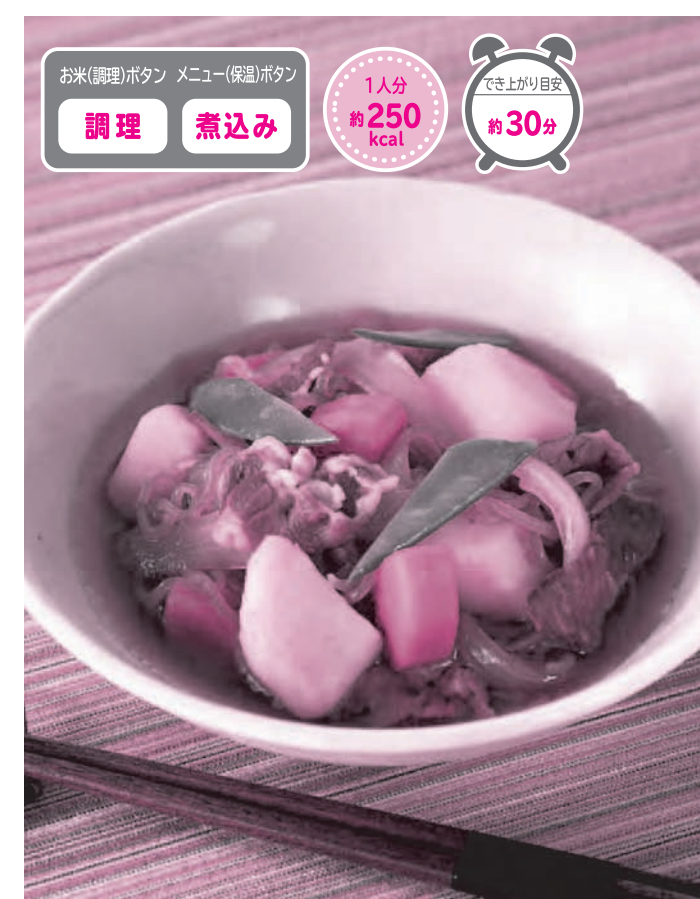 お米(調理)ボタン メニュー(保温)ボタン
調理 煮込み
1人分
約250
kcal
でき上がり目安
約30分